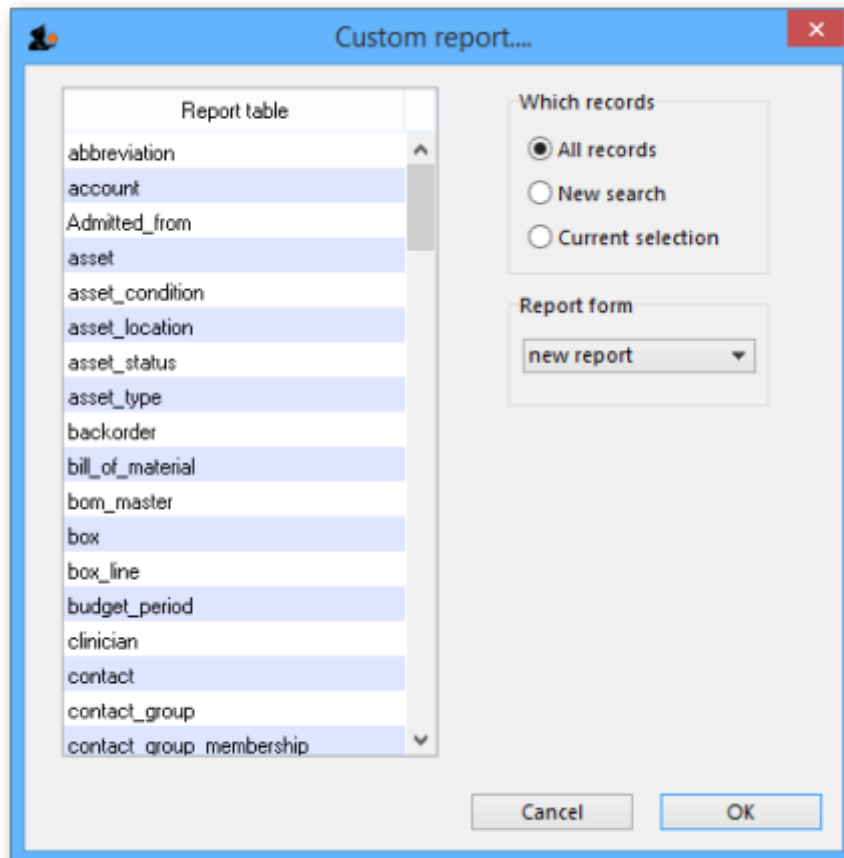 Custom report....
Report table
abbreviation
account
Admitted_from
asset
asset_condition
asset_location
asset_status
asset_type
backorder
bill_of_material
bom_master
box
box_line
budget_period
clinician
contact
contact_group
contact_group_membership
Which records
All records
New search
Current selection
Report form
new report
Cancel
OK